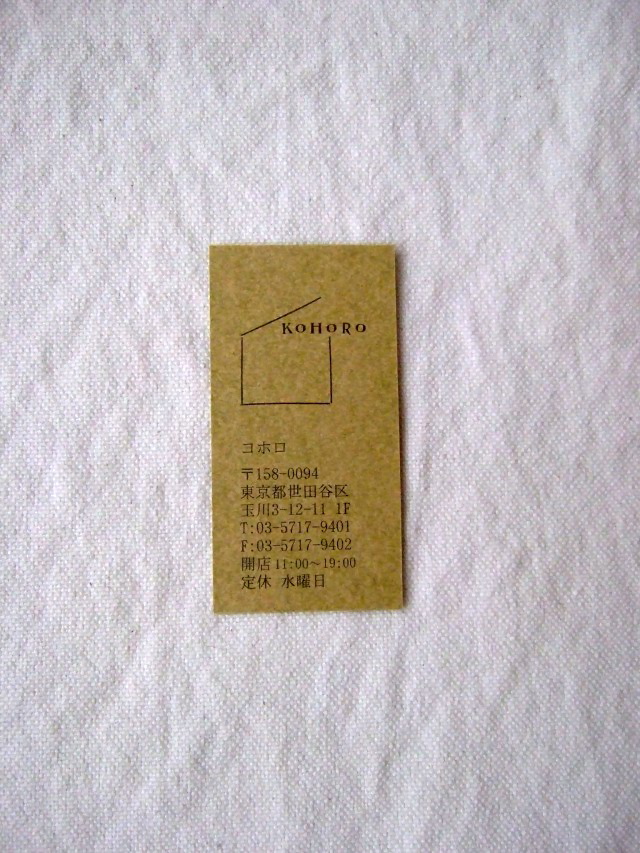 KOHORO
コホロ
〒158-0094
東京都世田谷区
玉川3-12-11 1F
T:03-5717-9401
F:03-5717-9402
開店 11:00～19:00
定休 水曜日